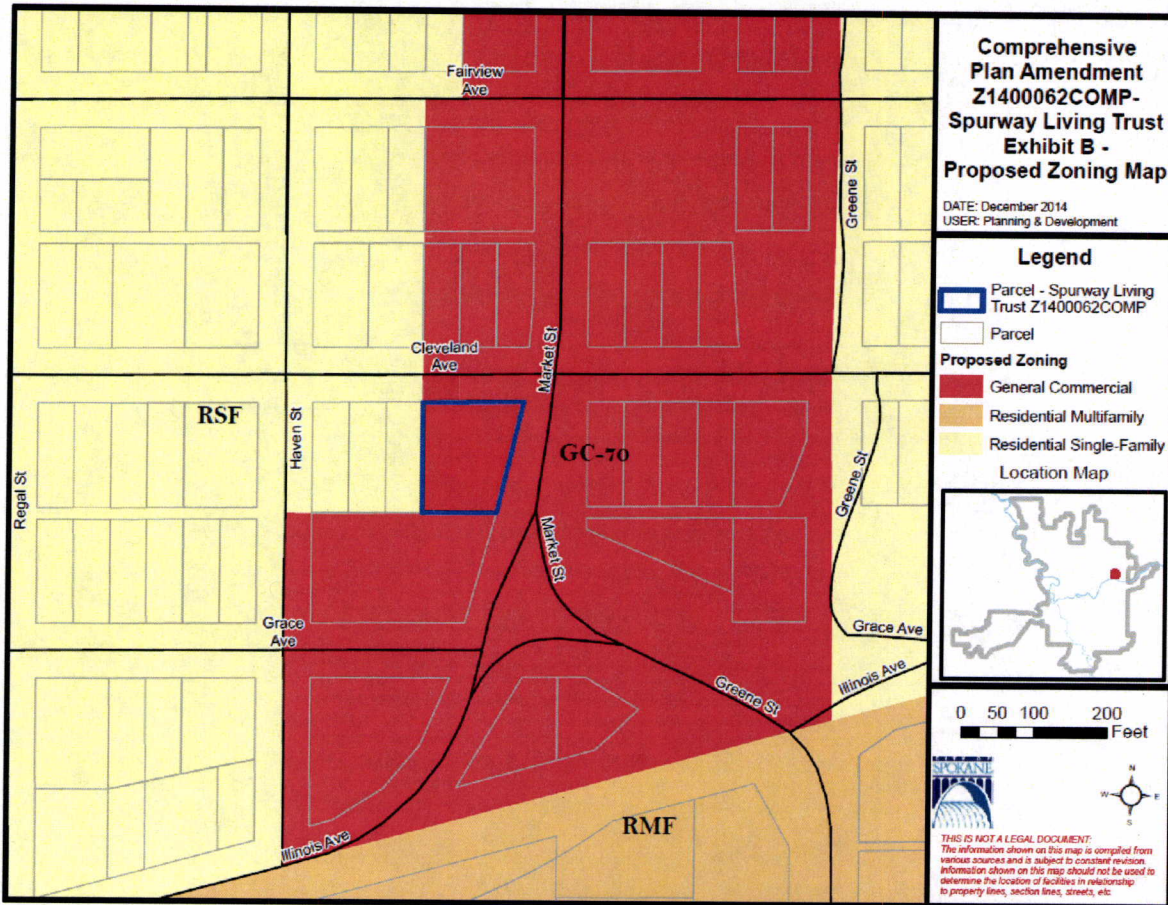 Comprehensive
Plan Amendment
Z1400062COMP-
Spurway Living Trust
Exhibit B -
Proposed Zoning Map
DATE: December 2014
USER: Planning & Development
Legend
Parcel - Spurway Living
Trust Z1400062COMP
Parcel
Proposed Zoning
General Commercial
Residential Multifamily
Residential Single-Family
Location Map
0 50 100 200
Feet
SPOKANE
N
W E
S
THIS IS NOT A LEGAL DOCUMENT:
The information shown on this map is compiled from
various sources and is subject to constant revision.
Information shown on this map should not be used to
determine the location of facilities in relationship
to property lines, section lines, streets, etc.
Fairview
Ave
Greene St
Cleveland
Ave
Market St
RSF
Haven St
GC-70
Regal St
Greene St
Market St
Grace
Ave
Grace Ave
Illinois Ave
Greene St
RMF
Illinois Ave